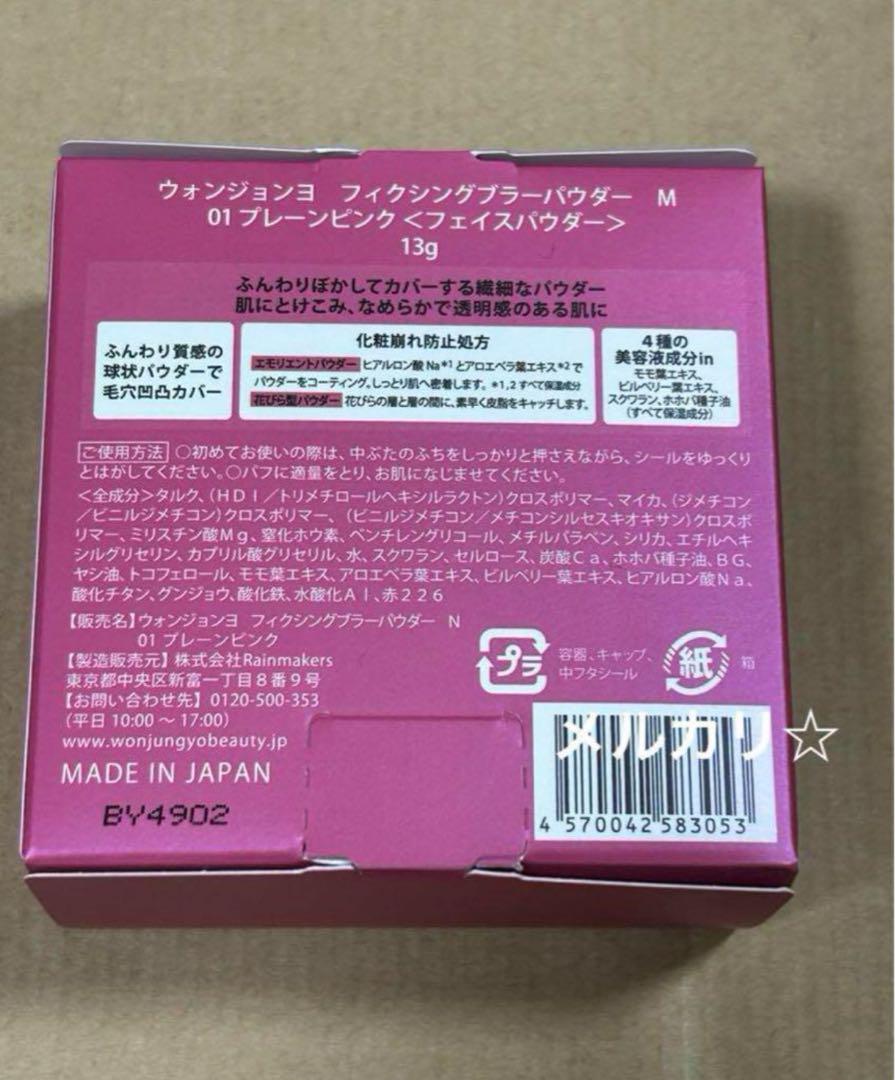 ウォンジョンヨ　フィクシングブラーパウダー　M
01 プレーンピンク＜フェイスパウダー＞
13g
ふんわりぼかしてカバーする繊細なパウダー
肌にとけこみ、なめらかで透明感のある肌に
ふんわり質感の
球状パウダーで
毛穴凹凸カバー
化粧崩れ防止処方
エモリエントパウダー ヒアルロン酸Na*1とアロエベラ葉エキス*2で
パウダーをコーティング。しっとり肌へ密着します。 *1,2 すべて保湿成分
花びら型パウダー 花びらの層と層の間に、素早く皮脂をキャッチします。
4種の
美容液成分in
モモ葉エキス、
ビルベリー葉エキス、
スクワラン、ホホバ種子油
(すべて保湿成分)
ご使用方法 ○初めてお使いの際は、中ぶたのふちをしっかりと押さえながら、シールをゆっくり
とはがしてください。○パフに適量をとり、お肌になじませてください。
＜全成分＞タルク、（ＨＤＩ／トリメチロールヘキシルラクトン）クロスポリマー、マイカ、（ジメチコン
／ビニルジメチコン）クロスポリマー、（ビニルジメチコン／メチコンシルセスキオキサン）クロスポ
リマー、ミリスチン酸Ｍｇ、窒化ホウ素、ペンチレングリコール、メチルパラベン、シリカ、エチルヘキ
シルグリセリン、カプリル酸グリセリル、水、スクワラン、セルロース、炭酸Ｃａ、ホホバ種子油、ＢＧ、
ヤシ油、トコフェロール、モモ葉エキス、アロエベラ葉エキス、ビルベリー葉エキス、ヒアルロン酸Ｎａ、
酸化チタン、グンジョウ、酸化鉄、水酸化Ａｌ、赤２２６
【販売名】ウォンジョンヨ　フィクシングブラーパウダー　N
01 プレーンピンク
【製造販売元】株式会社Rainmakers
東京都中央区新富一丁目８番９号
【お問い合わせ先】0120-500-353
（平日 10:00 ～ 17:00）
www.wonjungyobeauty.jp
MADE IN JAPAN
BY4902
プラ
容器、キャップ、
中フタシール
紙
箱
メルカリ☆
4 570042 583053